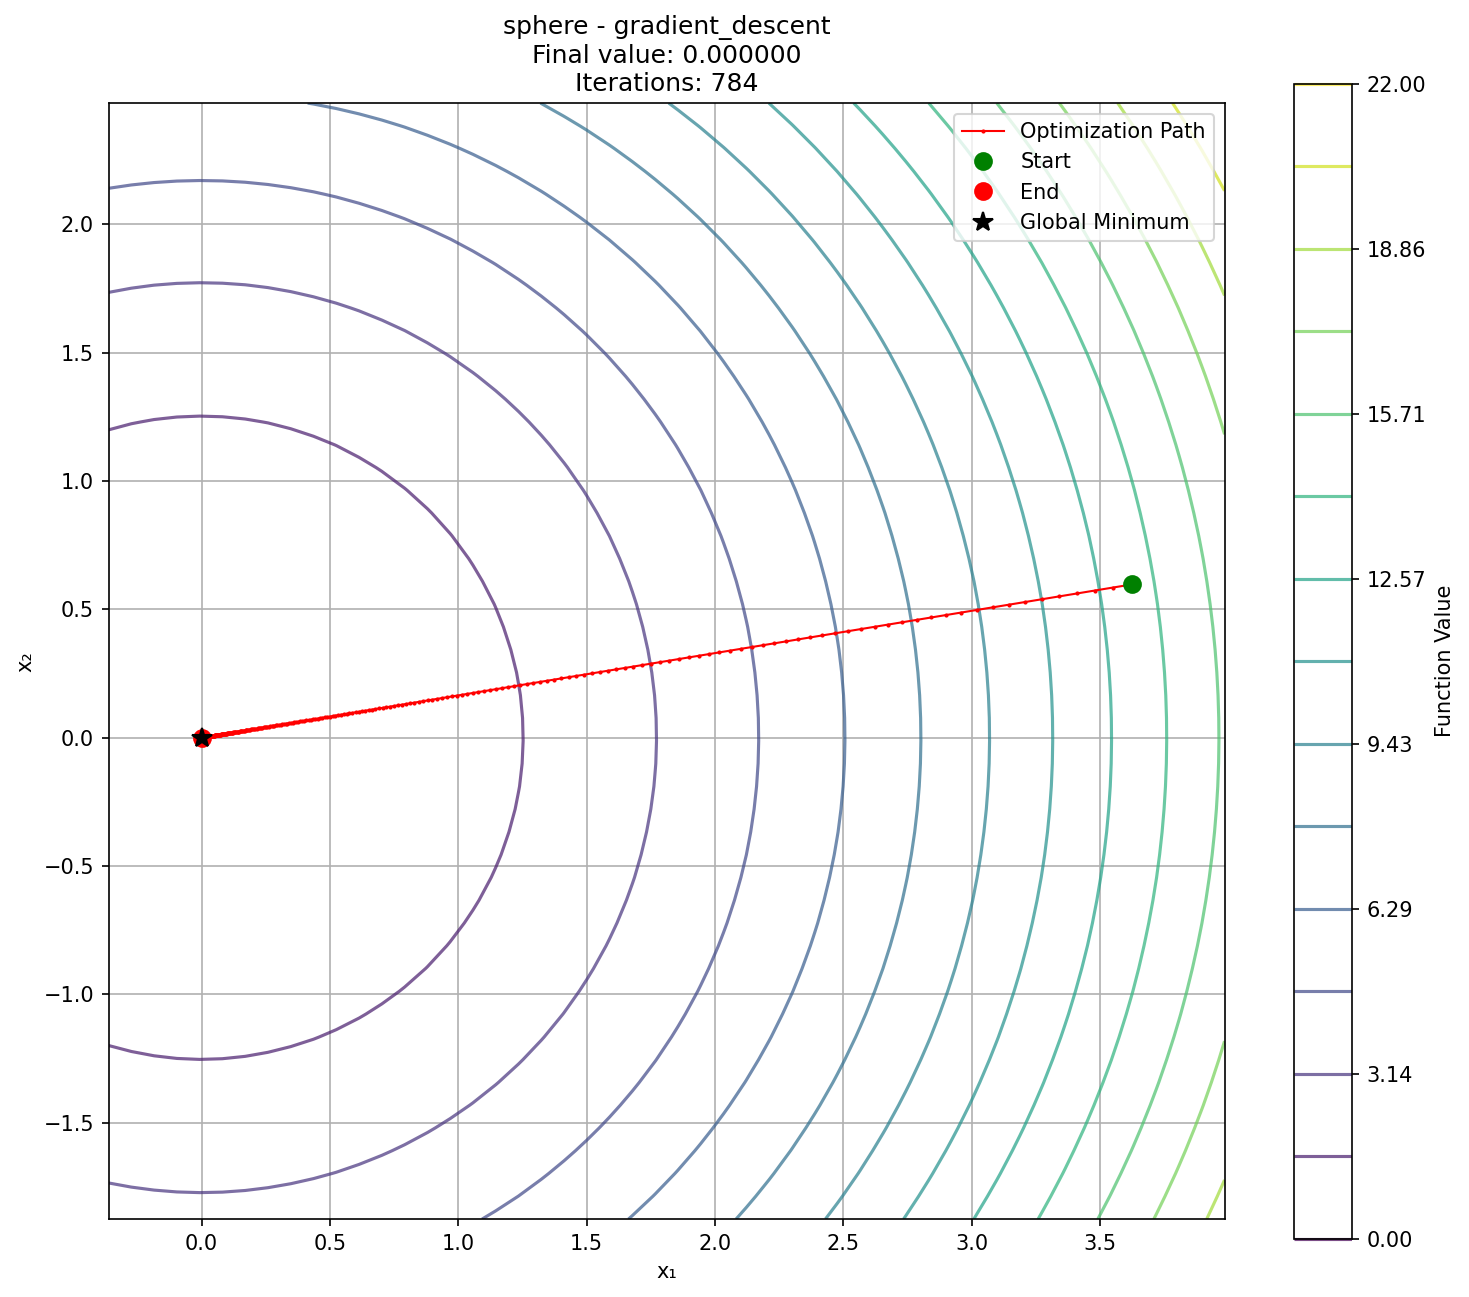 sphere - gradient_descent
Final value: 0.000000
Iterations: 784
Optimization Path
Start
End
Global Minimum
2.0
1.5
1.0
0.5
0.0
−0.5
−1.0
−1.5
x₂
0.0 0.5 1.0 1.5 2.0 2.5 3.0 3.5
x₁
22.00
18.86
15.71
12.57
9.43
6.29
3.14
0.00
Function Value